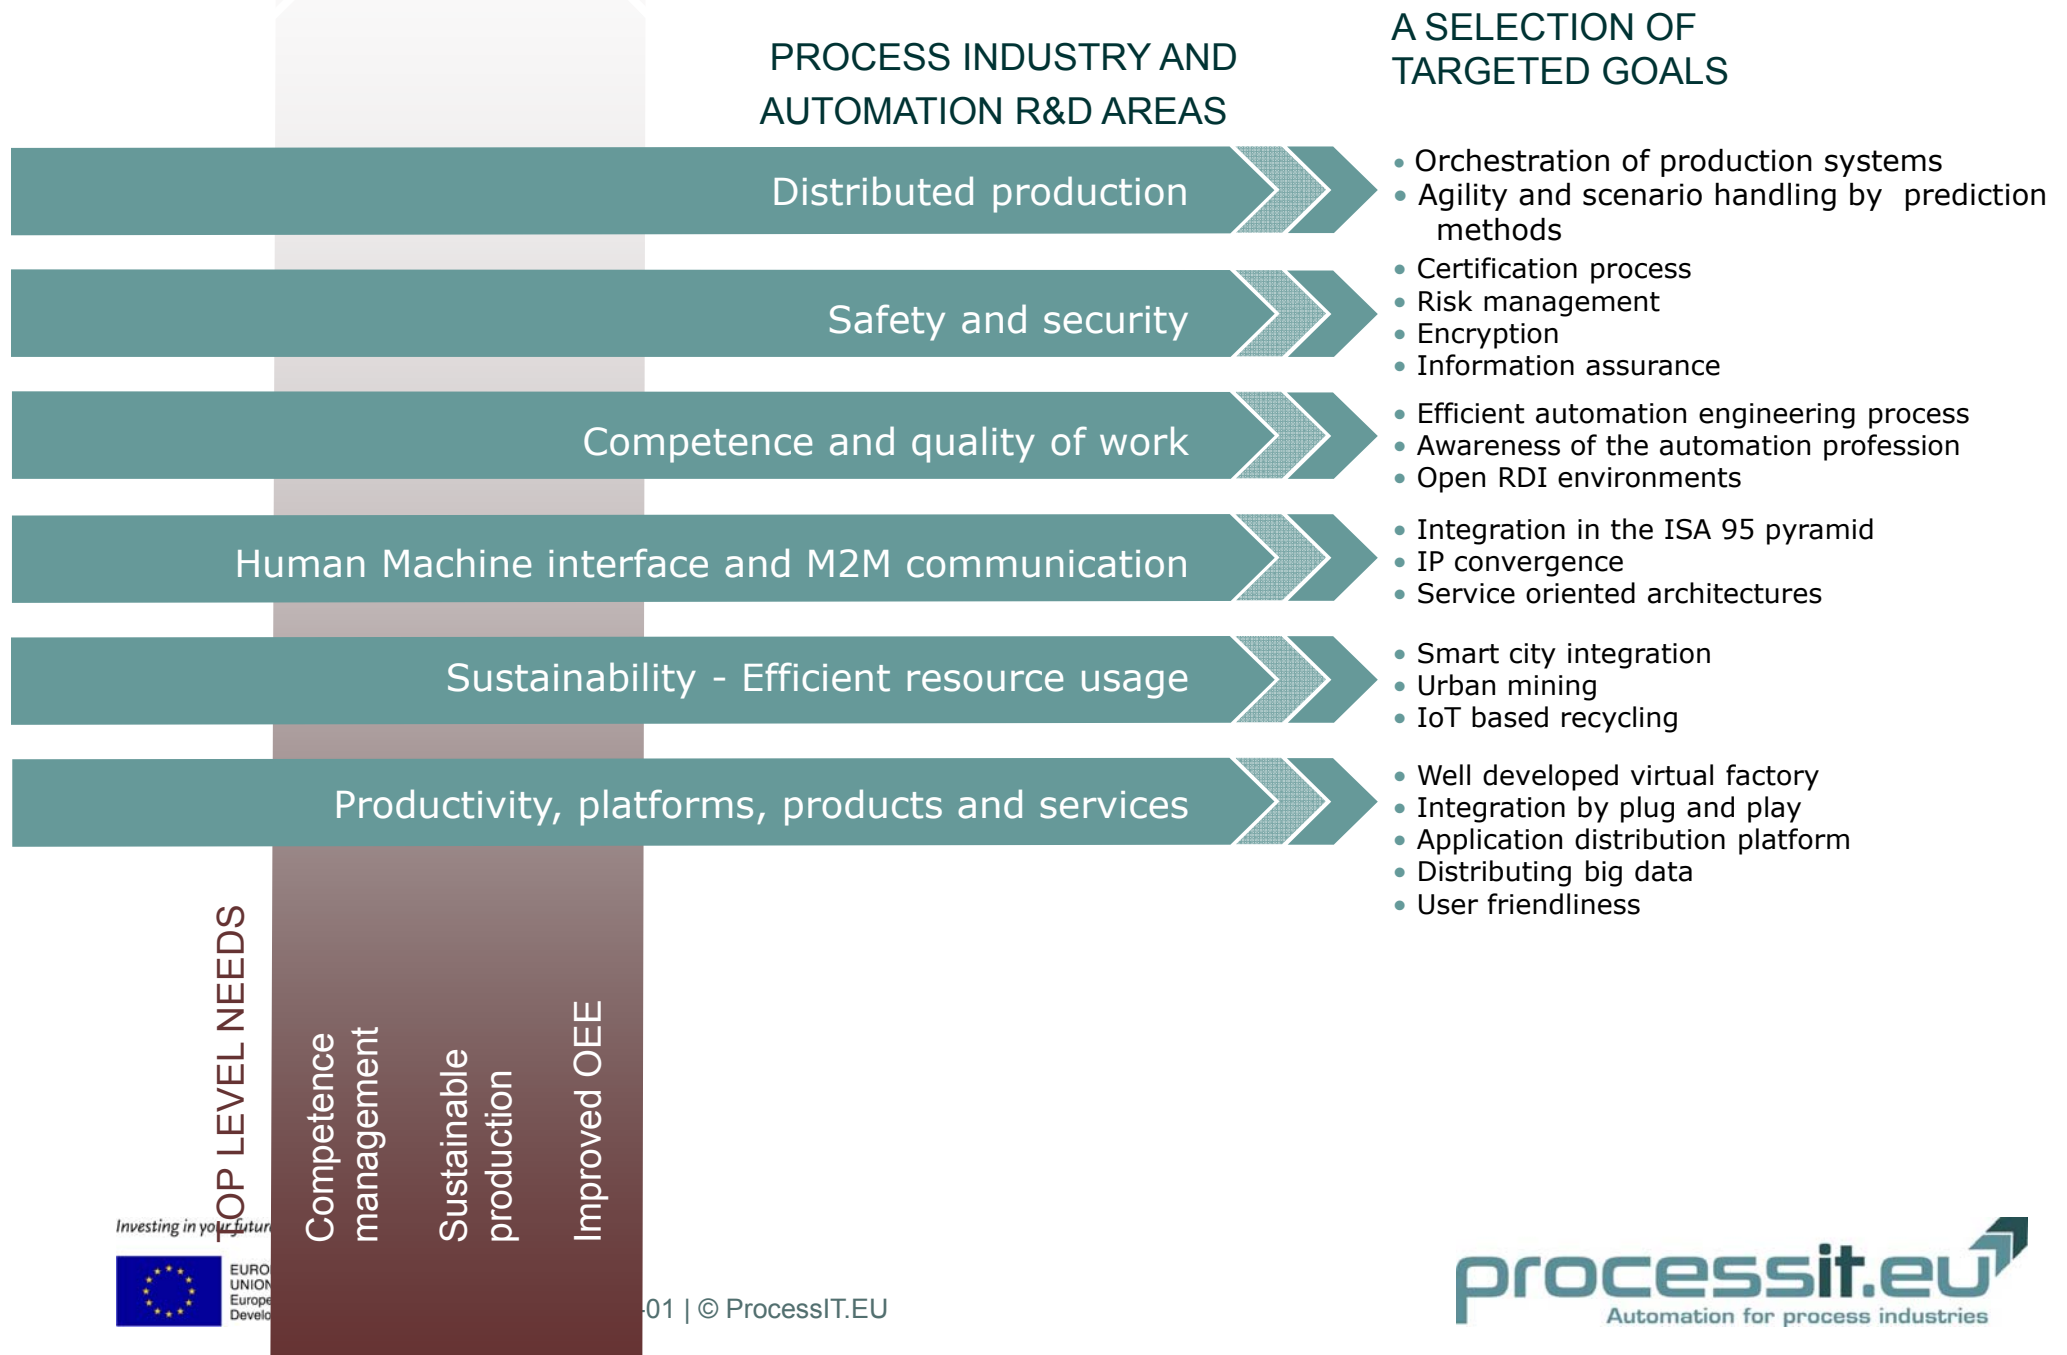 PROCESS INDUSTRY AND
AUTOMATION R&D AREAS
A SELECTION OF
TARGETED GOALS
Distributed production
• Orchestration of production systems
• Agility and scenario handling by prediction
methods
Safety and security
• Certification process
• Risk management
• Encryption
• Information assurance
Competence and quality of work
• Efficient automation engineering process
• Awareness of the automation profession
• Open RDI environments
Human Machine interface and M2M communication
• Integration in the ISA 95 pyramid
• IP convergence
• Service oriented architectures
Sustainability - Efficient resource usage
• Smart city integration
• Urban mining
• IoT based recycling
Productivity, platforms, products and services
• Well developed virtual factory
• Integration by plug and play
• Application distribution platform
• Distributing big data
• User friendliness
TOP LEVEL NEEDS
Competence
management
Sustainable
production
Improved OEE
Investing in your
-01 | © ProcessIT.EU
processit.eu
Automation for process industries